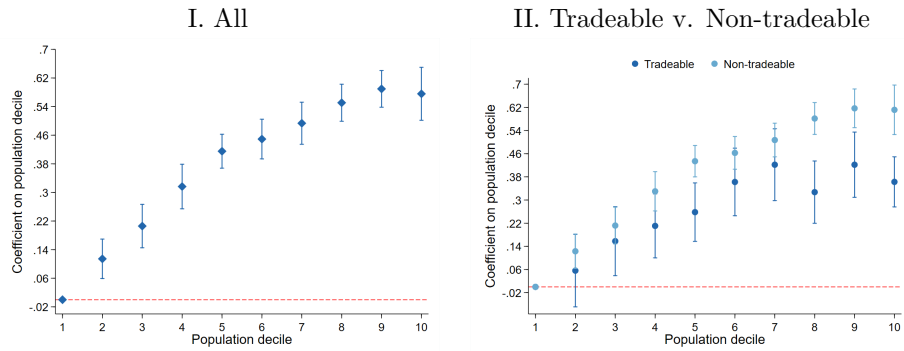 I. All
Coefficient on population decile
.7
.62
.54
.46
.38
.3
.22
.14
.06
-.02
1 2 3 4 5 6 7 8 9 10
Population decile
II. Tradeable v. Non-tradeable
Tradeable Non-tradeable
Coefficient on population decile
.7
.62
.54
.46
.38
.3
.22
.14
.06
-.02
1 2 3 4 5 6 7 8 9 10
Population decile